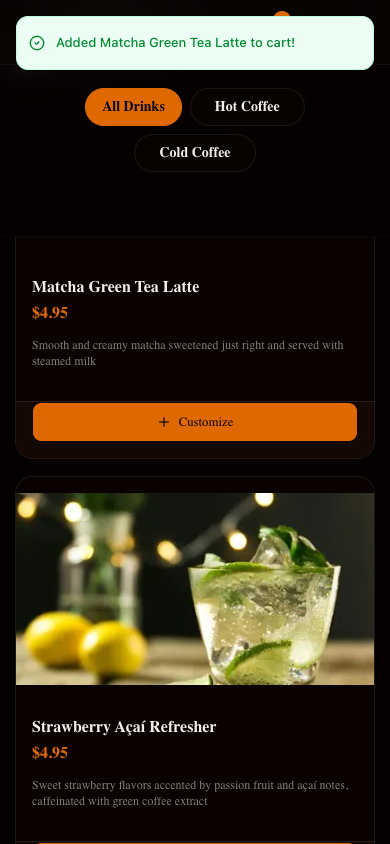 Added Matcha Green Tea Latte to cart!
All Drinks
Hot Coffee
Cold Coffee
Matcha Green Tea Latte
$4.95
Smooth and creamy matcha sweetened just right and served with
steamed milk
Customize
Strawberry Açaí Refresher
$4.95
Sweet strawberry flavors accented by passion fruit and açaí notes,
caffeinated with green coffee extract